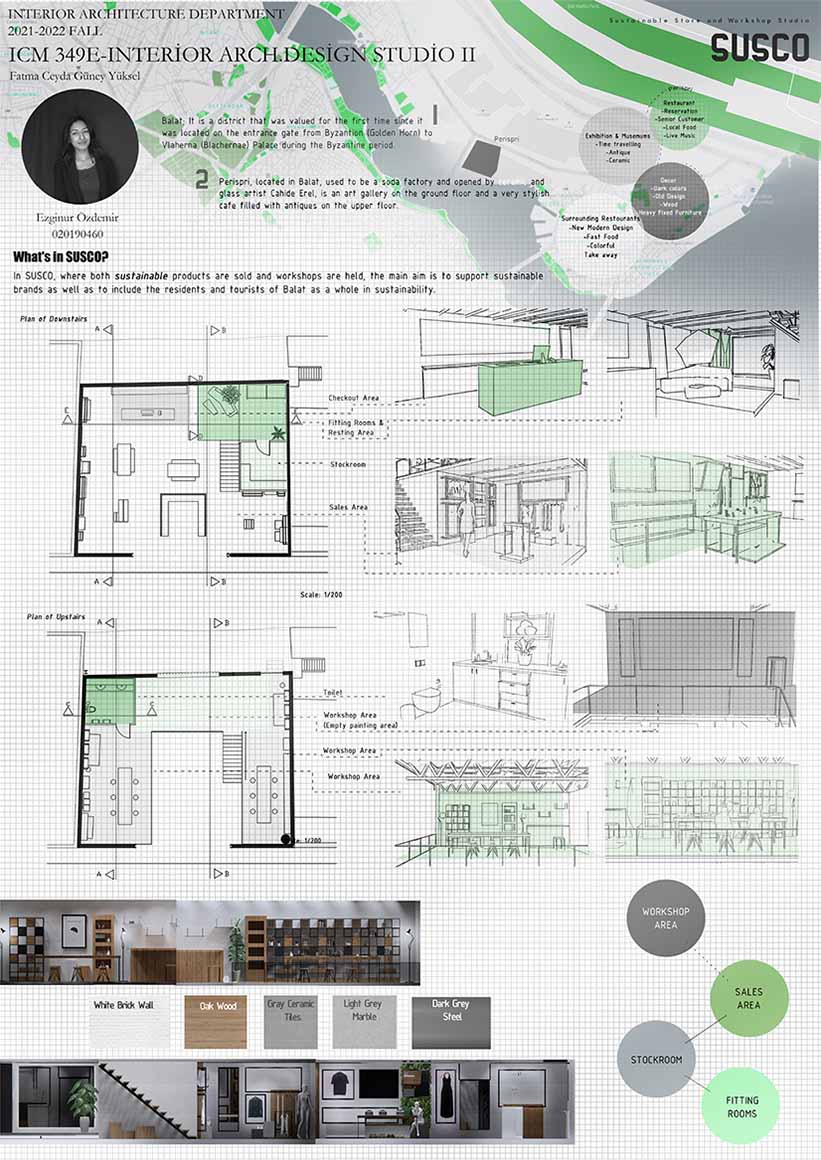 INTERIOR ARCHITECTURE DEPARTMENT
2021-2022 FALL
ICM 349E-INTERİOR ARCH.DESİGN STUDİO II
Fatma Ceyda Güney Yüksel
Sustainable Store and Workshop Studio
SUSCO
Ezginur Özdemir
020190460
Balat; It is a district that was valued for the first time since it
was located on the entrance gate from Byzantion (Golden Horn) to
Vlaherna (Blachernae) Palace during the Byzantine period.
1
2
Perispri, located in Balat, used to be a soda factory and opened by ceramic and
glass artist Cahide Erel, is an art gallery on the ground floor and a very stylish
cafe filled with antiques on the upper floor.
Perispri
Perispri
Restaurant
-Reservation
-Senior Customer
-Local Food
-Live Music
Exhibition & Museums
-Time travelling
-Antique
-Ceramic
Decor
-Dark colors
-Old Design
-Wood
Heavy Fixed Furniture
Surrounding Restaurants
-New Modern Design
-Fast Food
-Colorful
Take away
What's in SUSCO?
In SUSCO, where both sustainable products are sold and workshops are held, the main aim is to support sustainable
brands as well as to include the residents and tourists of Balat as a whole in sustainability.
Plan of Downstairs
A
B
C
C
D
D
A
B
Checkout Area
Fitting Rooms &
Resting Area
Stockroom
Sales Area
Scale: 1/200
Plan of Upstairs
A
B
C
C
A
B
Toilet
Workshop Area
(Empty painting area)
Workshop Area
Workshop Area
1/200
White Brick Wall
Oak Wood
Gray Ceramic
Tiles
Light Grey
Marble
Dark Grey
Steel
WORKSHOP
AREA
SALES
AREA
STOCKROOM
FITTING
ROOMS